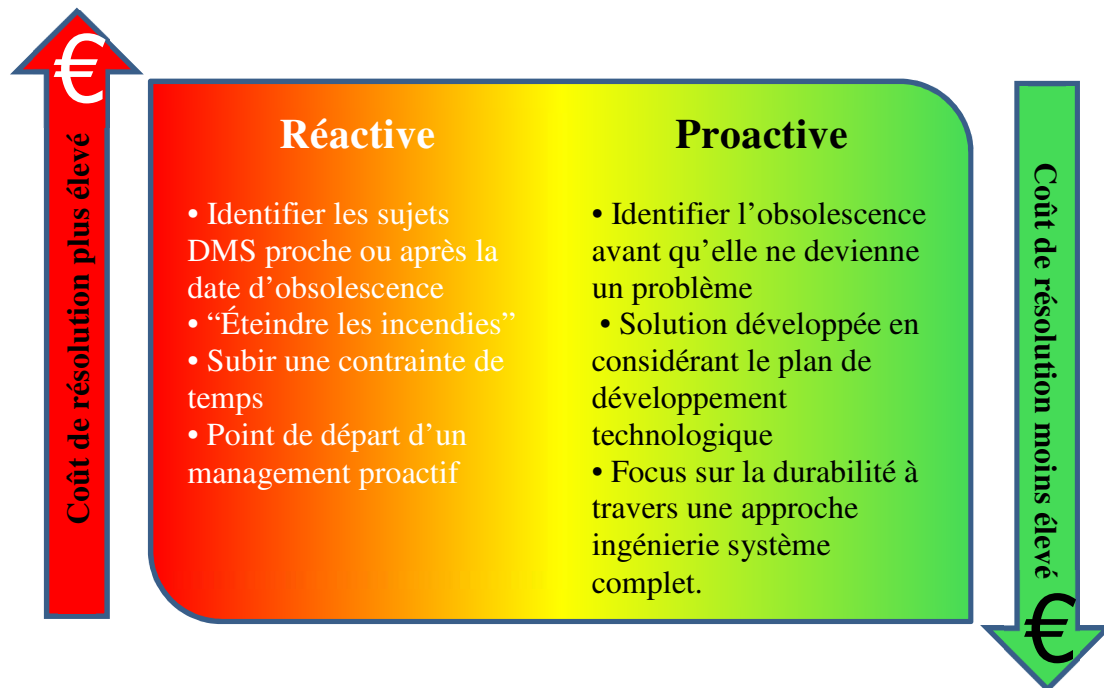 €
Coût de résolution plus élevé
Réactive
• Identifier les sujets
DMS proche ou après la
date d’obsolescence
• “Éteindre les incendies”
• Subir une contrainte de
temps
• Point de départ d’un
management proactif
Proactive
• Identifier l’obsolescence
avant qu’elle ne devienne
un problème
• Solution développée en
considérant le plan de
développement
technologique
• Focus sur la durabilité à
travers une approche
ingénierie système
complet.
Coût de résolution moins élevé
€